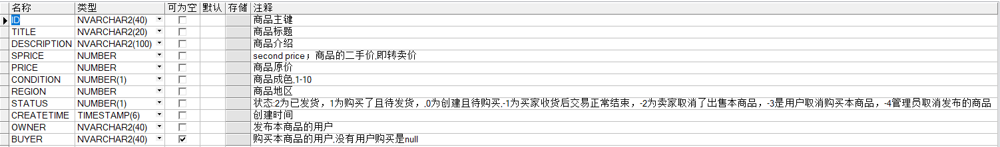 名称 类型 可为空 默认 存储 注释
ID NVARCHAR2(40) 商品主键
TITLE NVARCHAR2(20) 商品标题
DESCRIPTION NVARCHAR2(100) 商品介绍
SPRICE NUMBER second price；商品的二手价,即转卖价
PRICE NUMBER 商品原价
CONDITION NUMBER(1) 商品成色,1-10
REGION NUMBER 商品地区
STATUS NUMBER(1) 状态:2为已发货，1为购买了且待发货，,0为创建且待购买,-1为买家收货后交易正常结束，-2为卖家取消了出售本商品，-3是用户取消购买本商品，-4管理员取消发布的商品
CREATETIME TIMESTAMP(6) 创建时间
OWNER NVARCHAR2(40) 发布本商品的用户
BUYER NVARCHAR2(40) 购买本商品的用户,没有用户购买是null